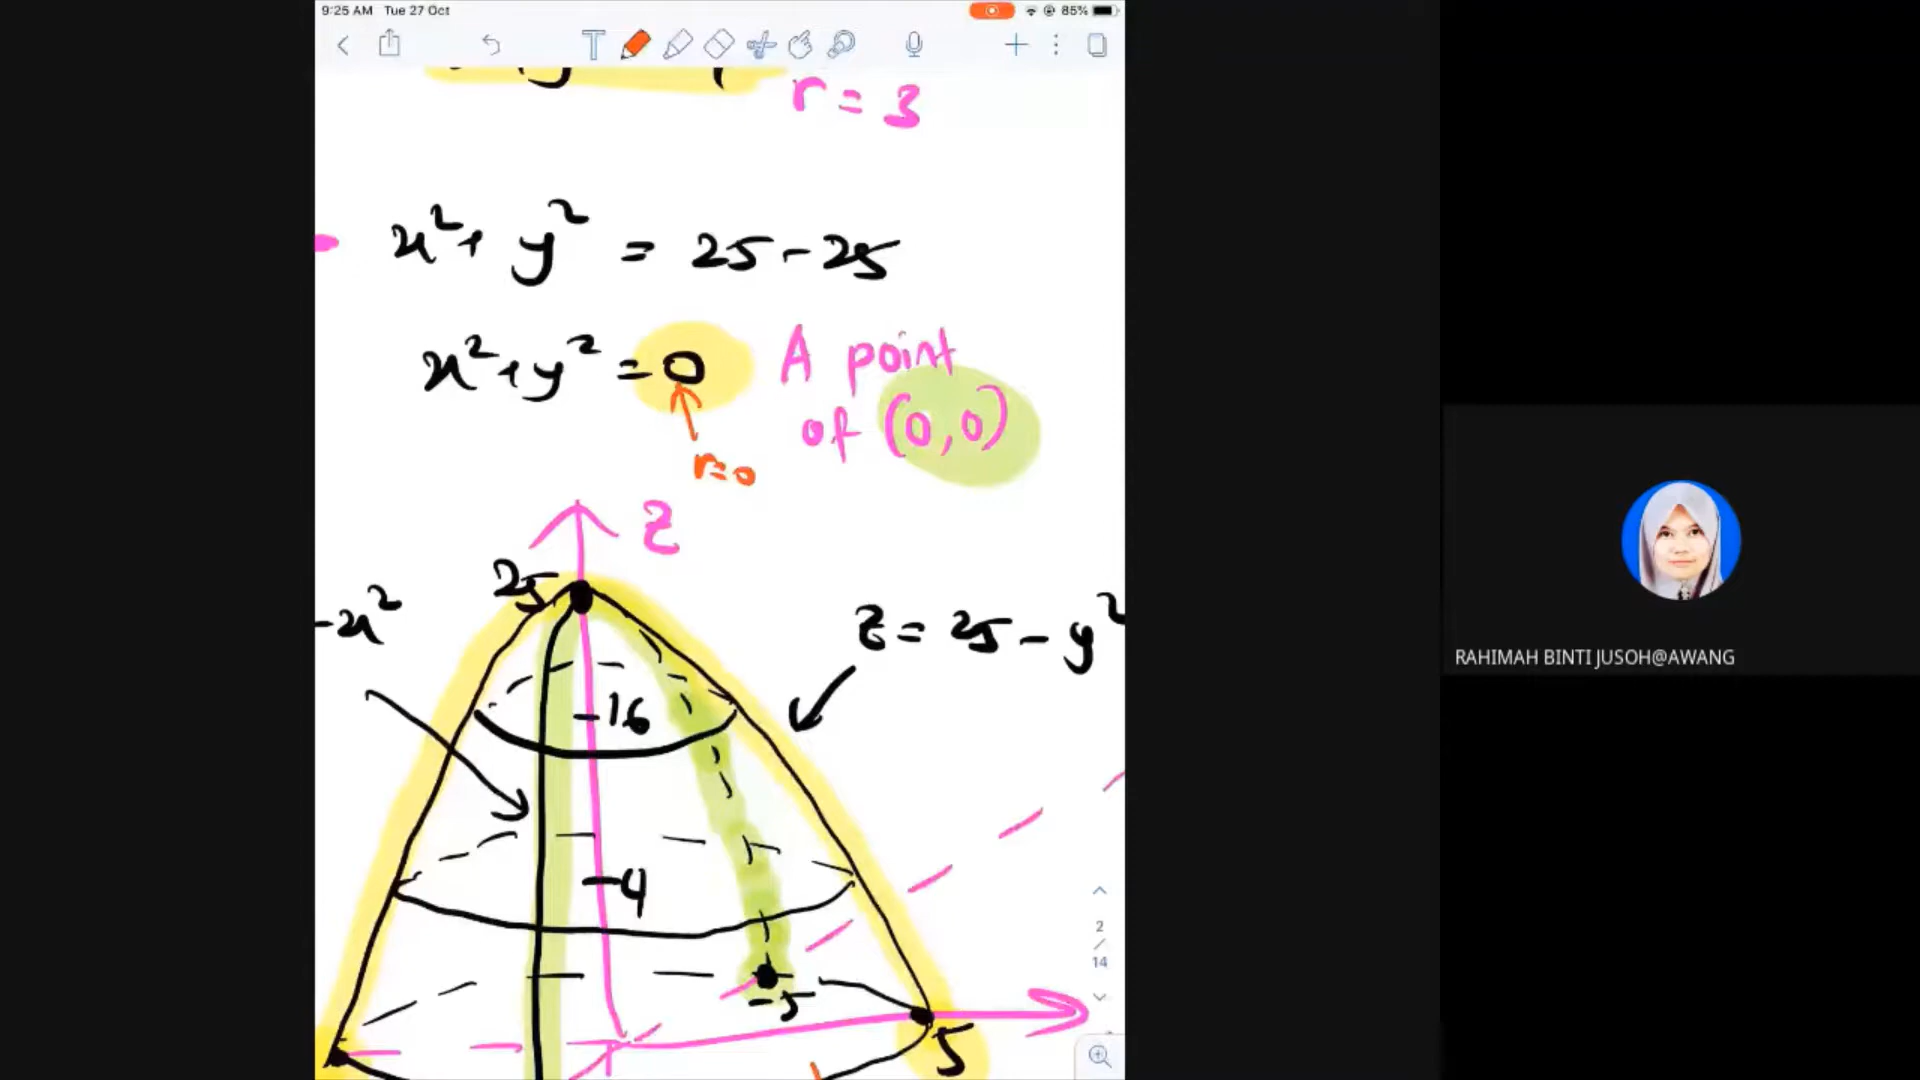 9:25 AM Tue 27 Oct
85%
r = 3
x² + y² = 25 - 25
x² + y² = 0
A point
of (0,0)
r=0
z
25
-x²
z = 25 - y²
-16
-4
-5
5
2
/
14
RAHIMAH BINTI JUSOH@AWANG